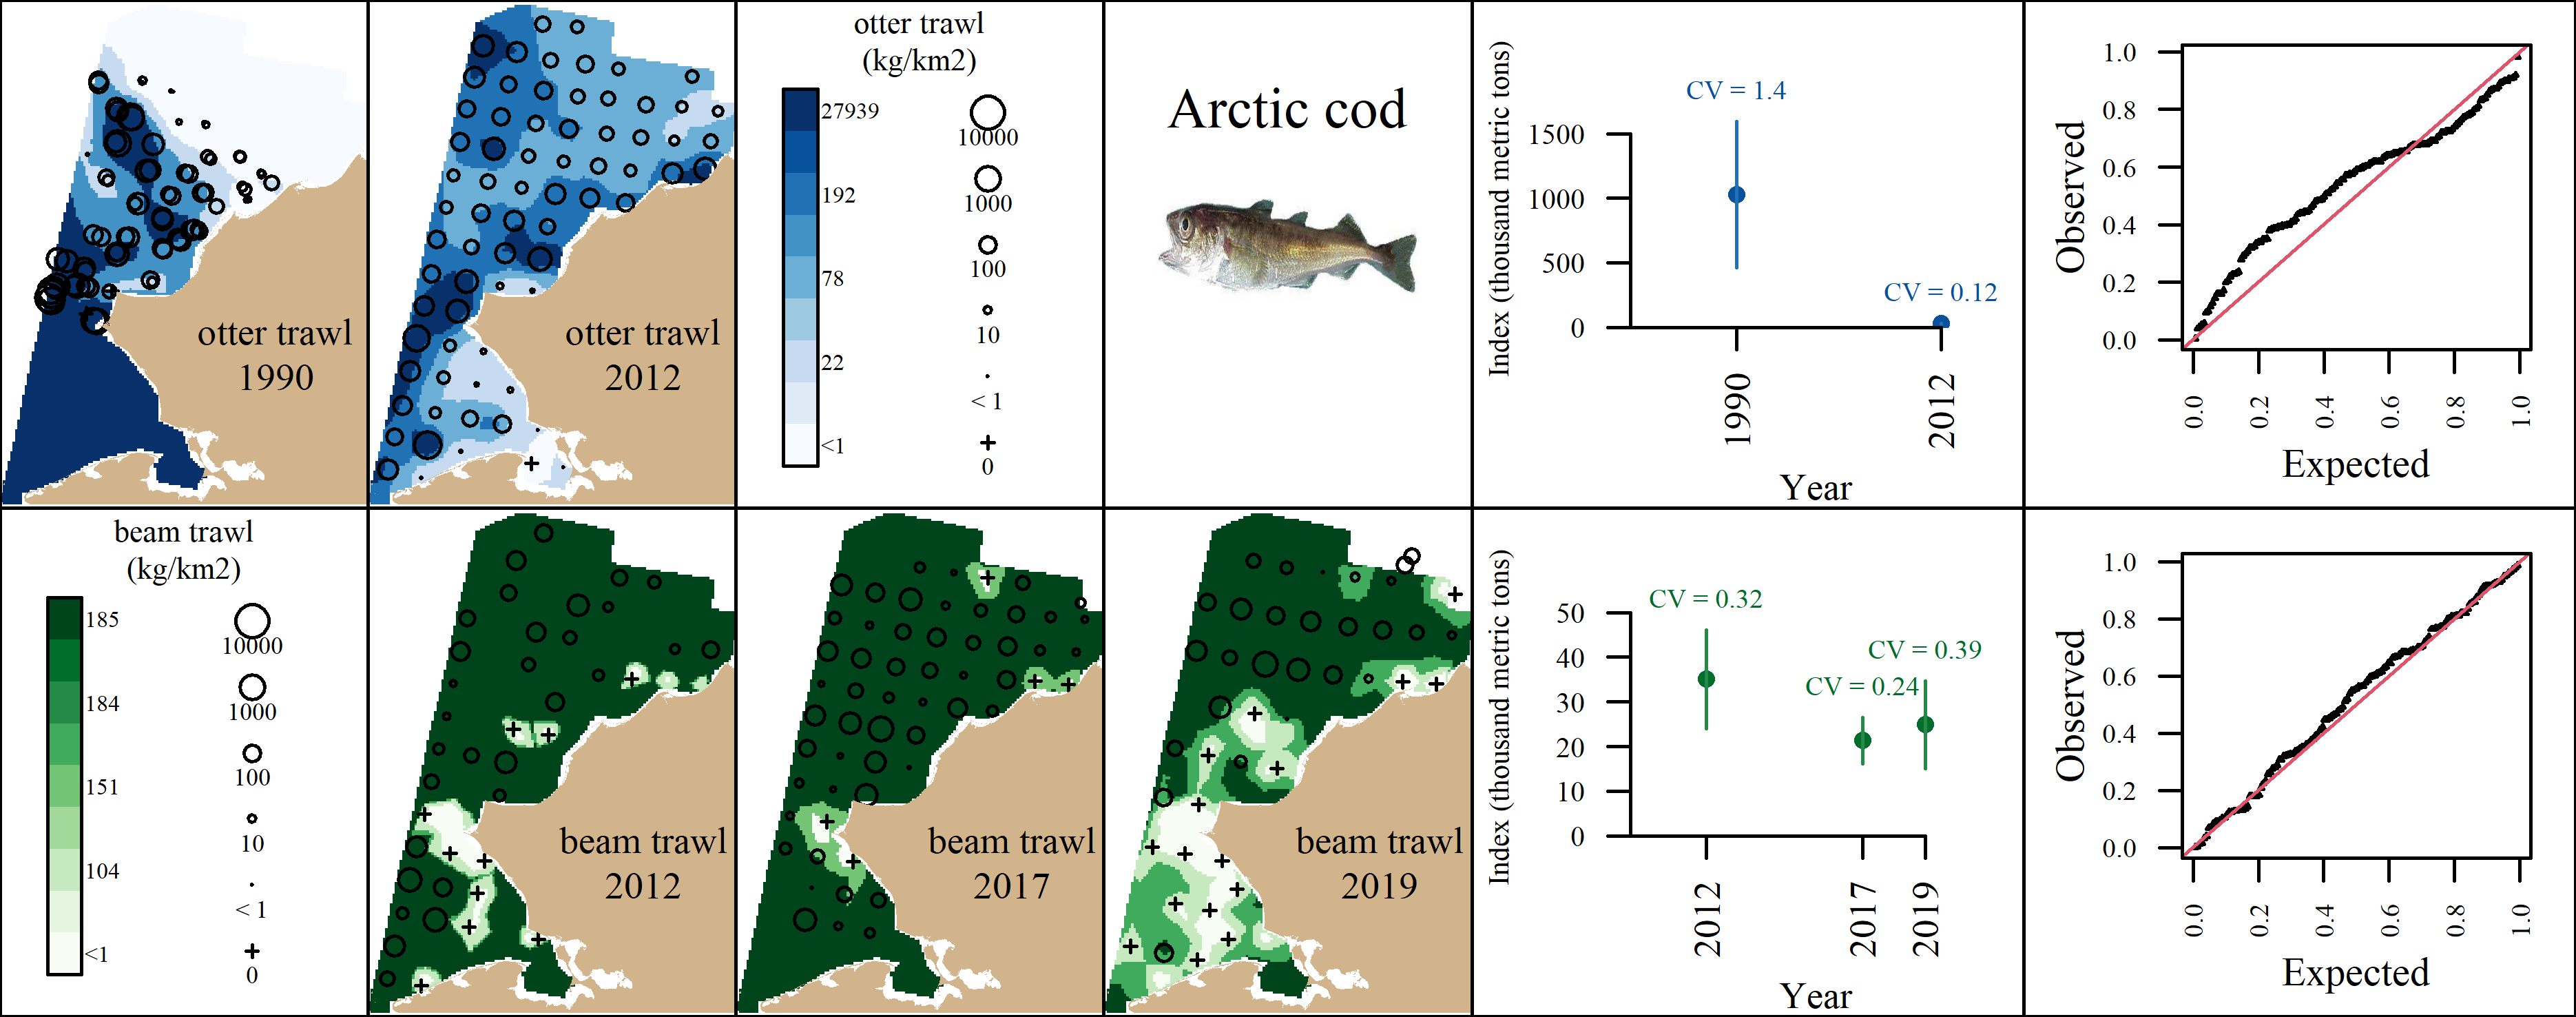 otter trawl
1990
otter trawl
2012
otter trawl
(kg/km2)
27939
192
78
22
<1
10000
1000
100
10
< 1
0
Arctic cod
Index (thousand metric tons)
1500
1000
500
0
CV = 1.4
CV = 0.12
1990
2012
Year
Observed
1.0
0.8
0.6
0.4
0.2
0.0
0.0
0.2
0.4
0.6
0.8
1.0
Expected
beam trawl
(kg/km2)
185
184
151
104
<1
10000
1000
100
10
< 1
0
beam trawl
2012
beam trawl
2017
beam trawl
2019
Index (thousand metric tons)
50
40
30
20
10
0
CV = 0.32
CV = 0.39
CV = 0.24
2012
2017
2019
Year
Observed
1.0
0.8
0.6
0.4
0.2
0.0
0.0
0.2
0.4
0.6
0.8
1.0
Expected